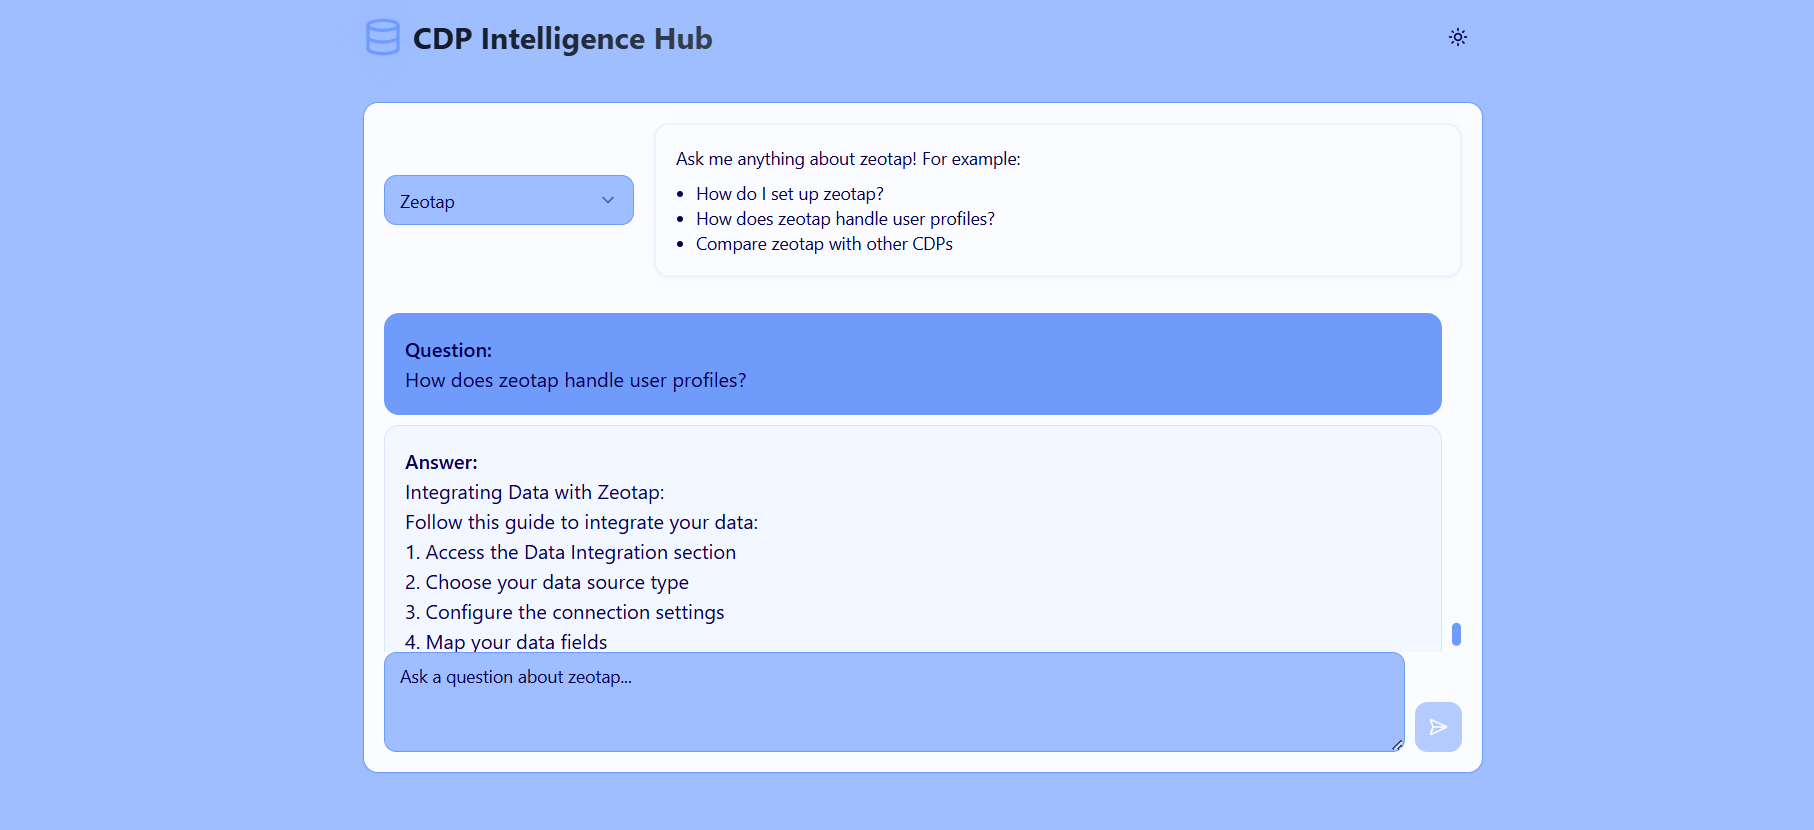 CDP Intelligence Hub
Zeotap
Ask me anything about zeotap! For example:
• How do I set up zeotap?
• How does zeotap handle user profiles?
• Compare zeotap with other CDPs
Question:
How does zeotap handle user profiles?
Answer:
Integrating Data with Zeotap:
Follow this guide to integrate your data:
1. Access the Data Integration section
2. Choose your data source type
3. Configure the connection settings
4. Map your data fields
Ask a question about zeotap...